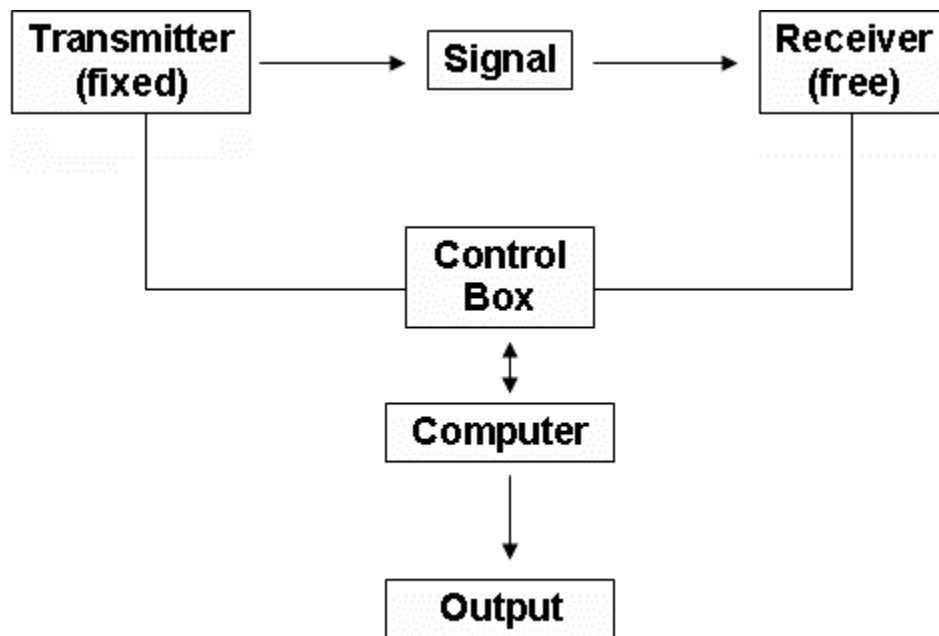 Transmitter
(fixed)
Signal
Receiver
(free)
Control
Box
Computer
Output